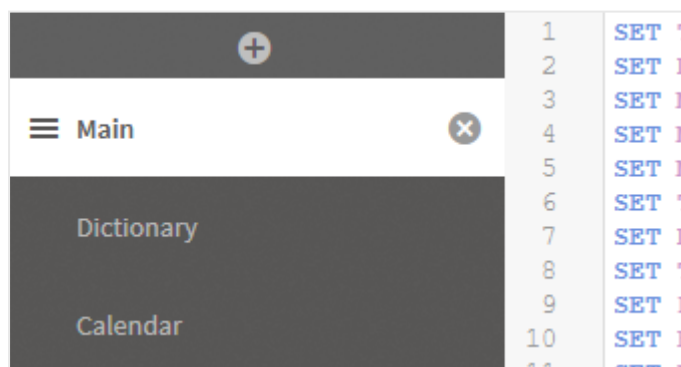 Main
Dictionary
Calendar
1 SET
2 SET
3 SET
4 SET
5 SET
6 SET
7 SET
8 SET
9 SET
10 SET